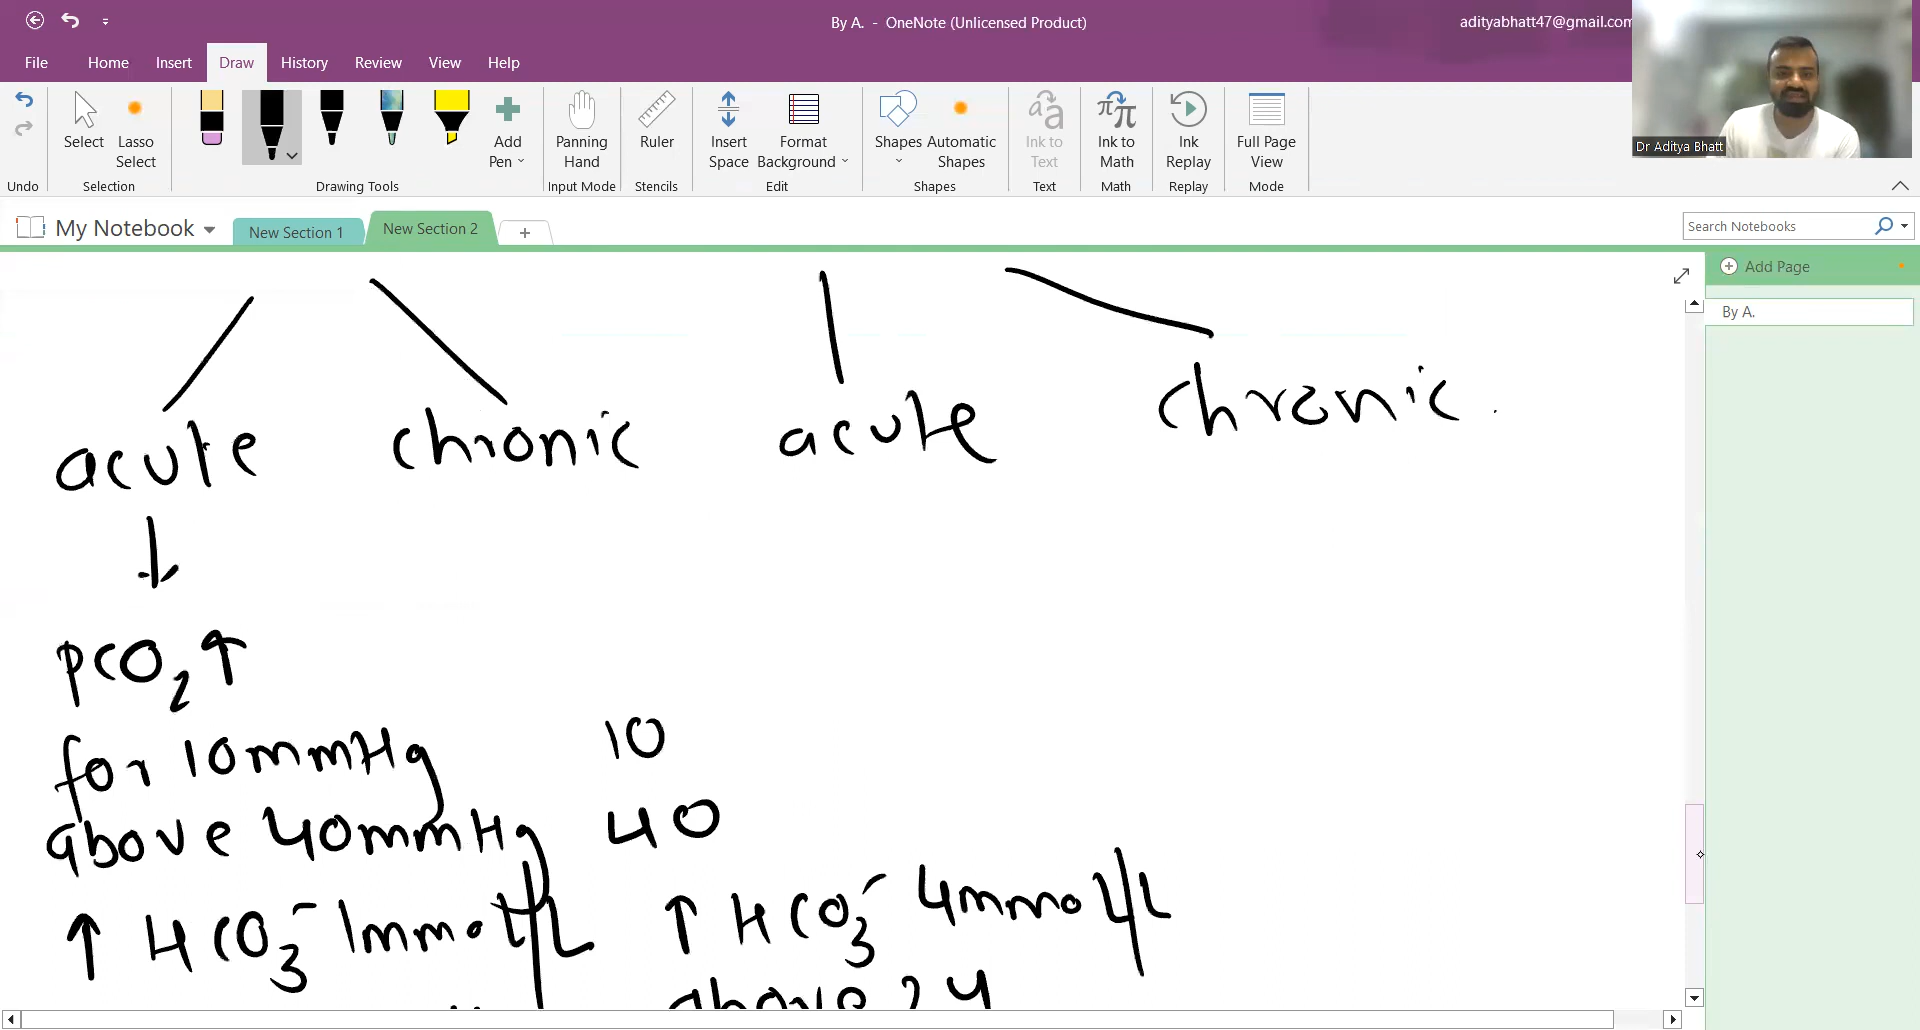 By A. - OneNote (Unlicensed Product)
adityabhatt47@gmail.com
File Home Insert Draw History Review View Help
Select
Lasso Select
Add Pen
Panning Hand
Ruler
Insert Space
Format Background
Shapes
Automatic Shapes
Ink to Text
Ink to Math
Ink Replay
Full Page View
Undo Selection Drawing Tools Input Mode Stencils Edit Shapes Text Math Replay Mode
Dr Aditya Bhatt
My Notebook New Section 1 New Section 2
Search Notebooks
Add Page
By A.
acute chronic acute chronic.
↓
pCO₂ ↑
for 10mmHg 10
above 40mmHg 40
↑ HCO₃⁻ 1mmol/L ↑ HCO₃⁻ 4mmol/L
above 24